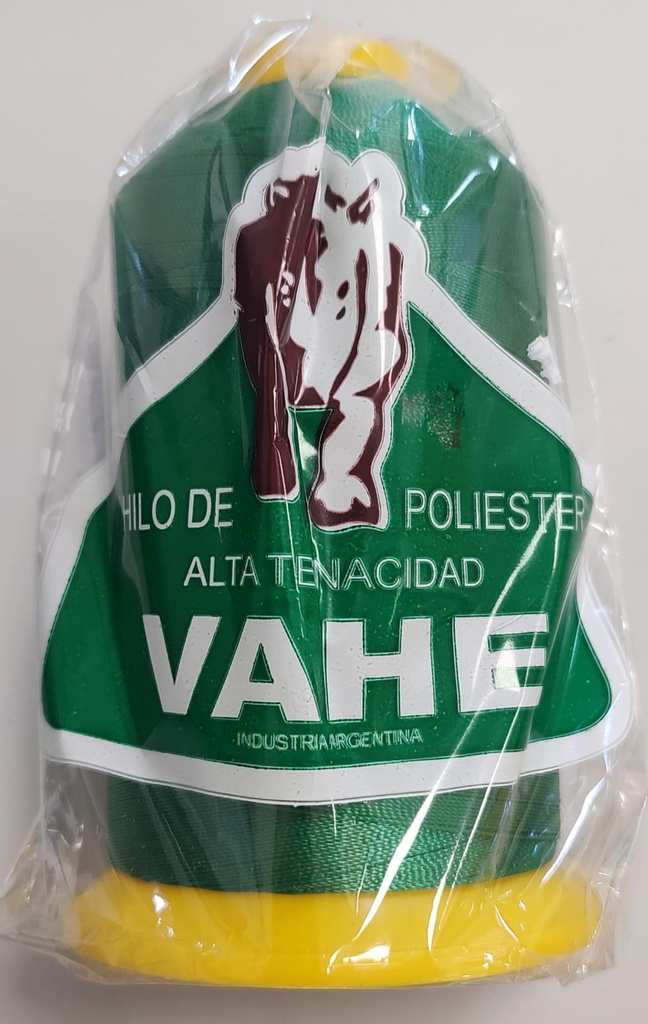 HILO DE POLIESTER
ALTA TENACIDAD
VAHE
INDUSTRIA ARGENTINA